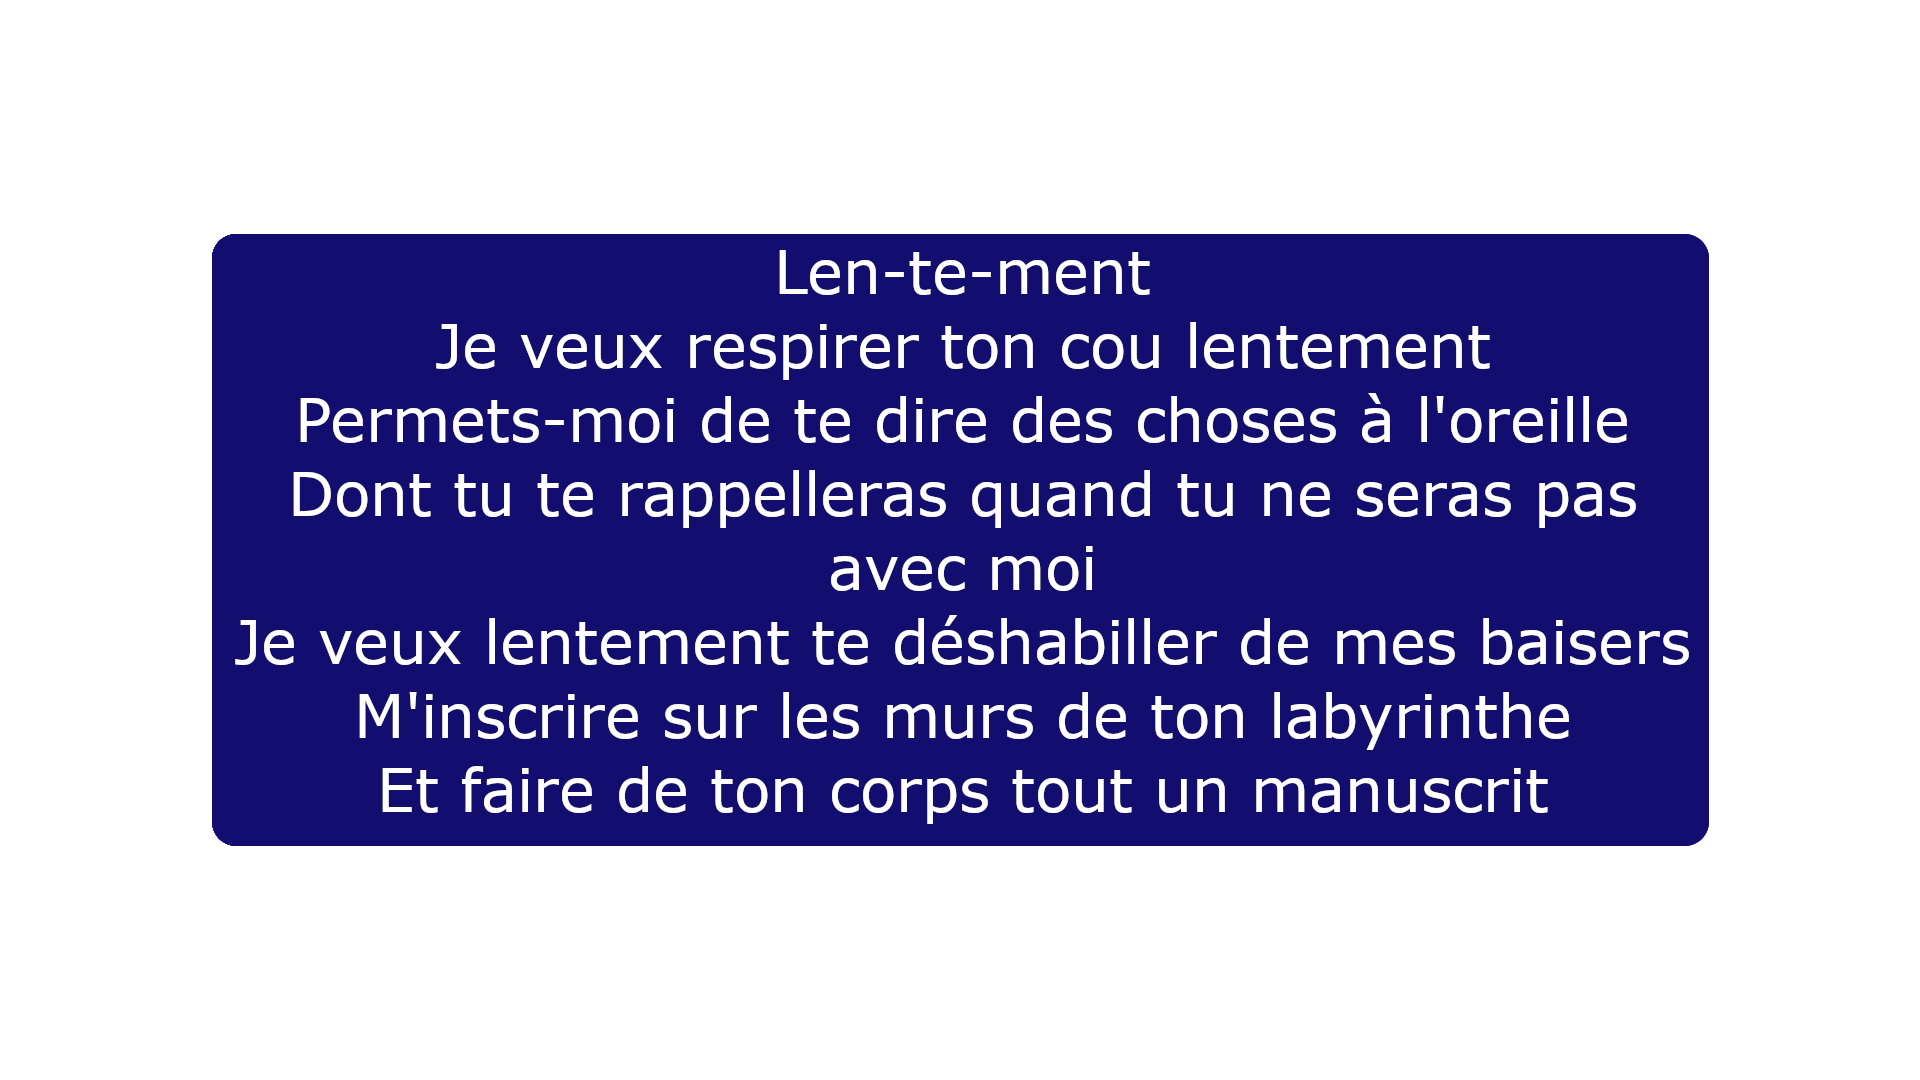 Len-te-ment
Je veux respirer ton cou lentement
Permets-moi de te dire des choses à l'oreille
Dont tu te rappelleras quand tu ne seras pas
avec moi
Je veux lentement te déshabiller de mes baisers
M'inscrire sur les murs de ton labyrinthe
Et faire de ton corps tout un manuscrit